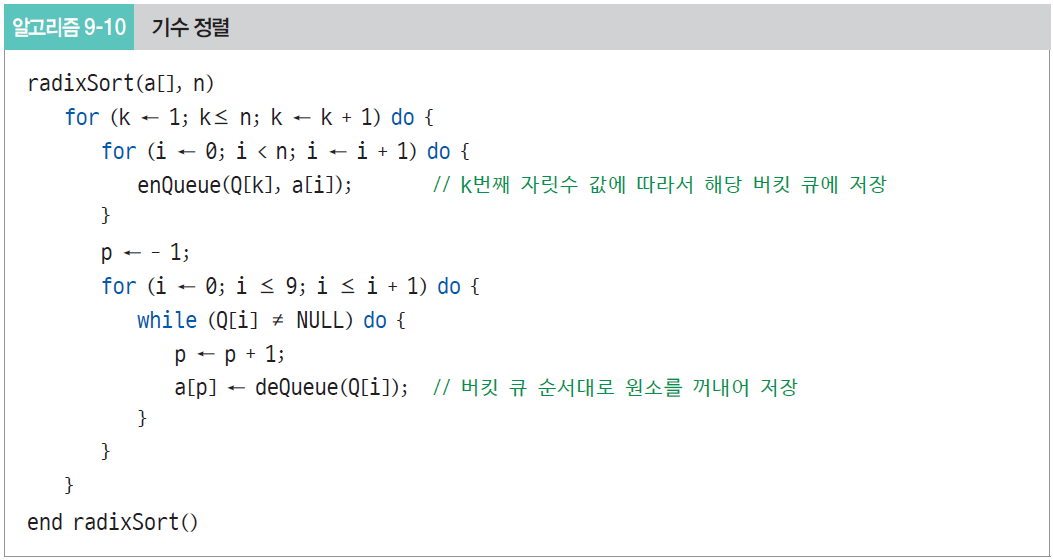 알고리즘 9-10 기수 정렬
radixSort(a[], n)
for (k ← 1; k≤ n; k ← k + 1) do {
for (i ← 0; i < n; i ← i + 1) do {
enQueue(Q[k], a[i]); // k번째 자릿수 값에 따라서 해당 버킷 큐에 저장
}
p ← - 1;
for (i ← 0; i ≤ 9; i ≤ i + 1) do {
while (Q[i] ≠ NULL) do {
p ← p + 1;
a[p] ← deQueue(Q[i]); // 버킷 큐 순서대로 원소를 꺼내어 저장
}
}
}
end radixSort()